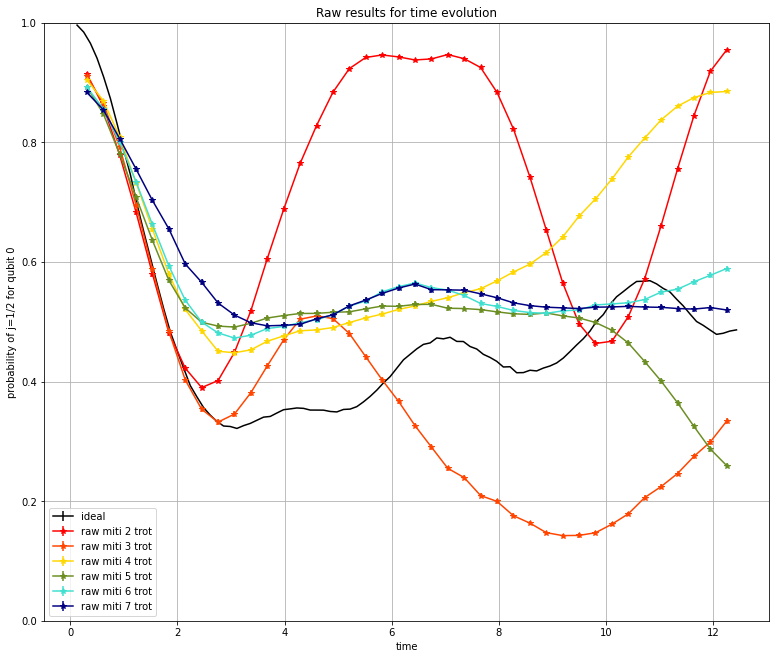 Raw results for time evolution
probability of J=1/2 for qubit 0
1.0
0.8
0.6
0.4
0.2
0.0
ideal
raw miti 2 trot
raw miti 3 trot
raw miti 4 trot
raw miti 5 trot
raw miti 6 trot
raw miti 7 trot
0 2 4 6 8 10 12
time